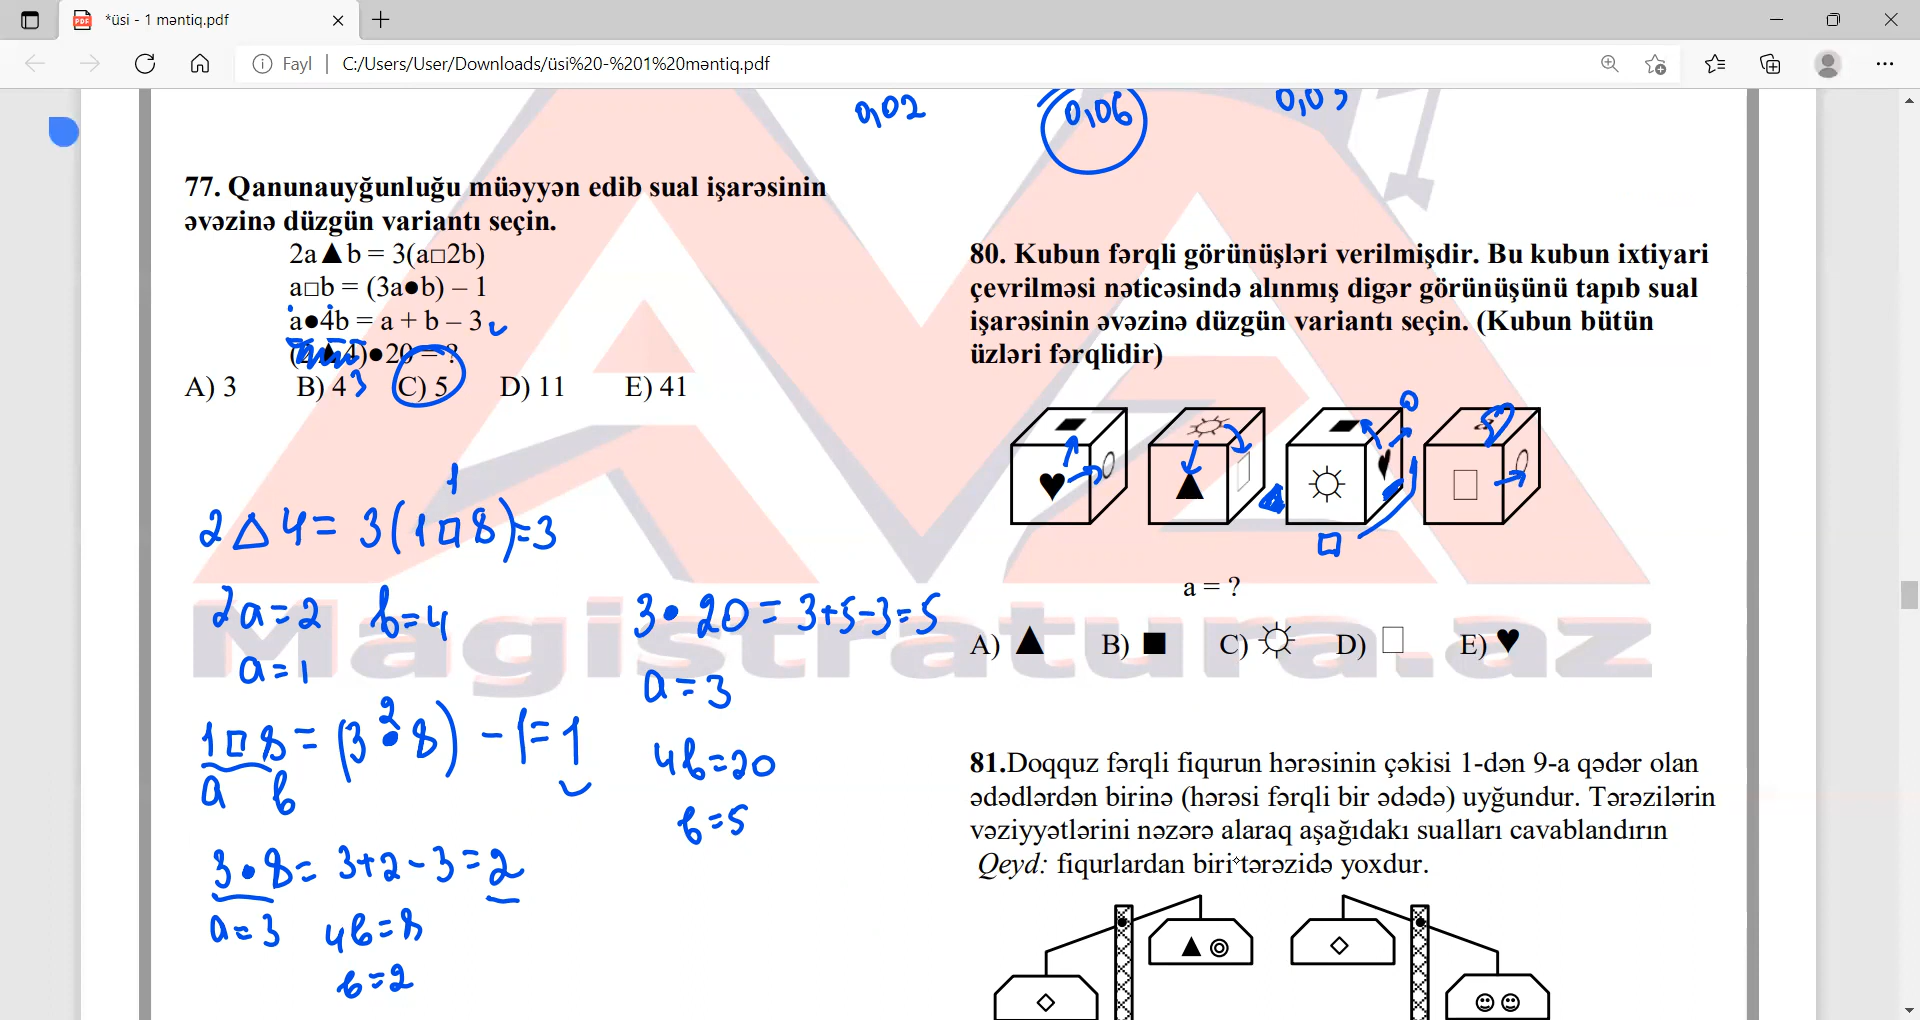 *üsi - 1 məntiq.pdf
Fayl | C:/Users/User/Downloads/üsi%20-%201%20məntiq.pdf
0,02 0,06
77. Qanunauyğunluğu müəyyən edib sual işarəsinin
əvəzinə düzgün variantı seçin.
2a▲b = 3(a□2b)
a□b = (3a●b) – 1
a●4b = a + b – 3
(2▲4)●20 = ?
3
A) 3 B) 4 C) 5 D) 11 E) 41
1
2△4= 3(1□8)=3
2a=2 b=4
a=1
1□8= (3•8) - 1=1
2
a b
3•8= 3+2-3=2
a=3 4b=8
b=2
3•20= 3+5-3=5
a=3
4b=20
b=5
80. Kubun fərqli görünüşləri verilmişdir. Bu kubun ixtiyari
çevrilməsi nəticəsində alınmış digər görünüşünü tapıb sual
işarəsinin əvəzinə düzgün variantı seçin. (Kubun bütün
üzləri fərqlidir)
a = ?
A) ▲ B) ■ C) ☼ D) □ E) ♥
Magistratura.az
81.Doqquz fərqli fiqurun hərəsinin çəkisi 1-dən 9-a qədər olan
ədədlərdən birinə (hərəsi fərqli bir ədədə) uyğundur. Tərəzilərin
vəziyyətlərini nəzərə alaraq aşağıdakı sualları cavablandırın
Qeyd: fiqurlardan biri tərəzidə yoxdur.